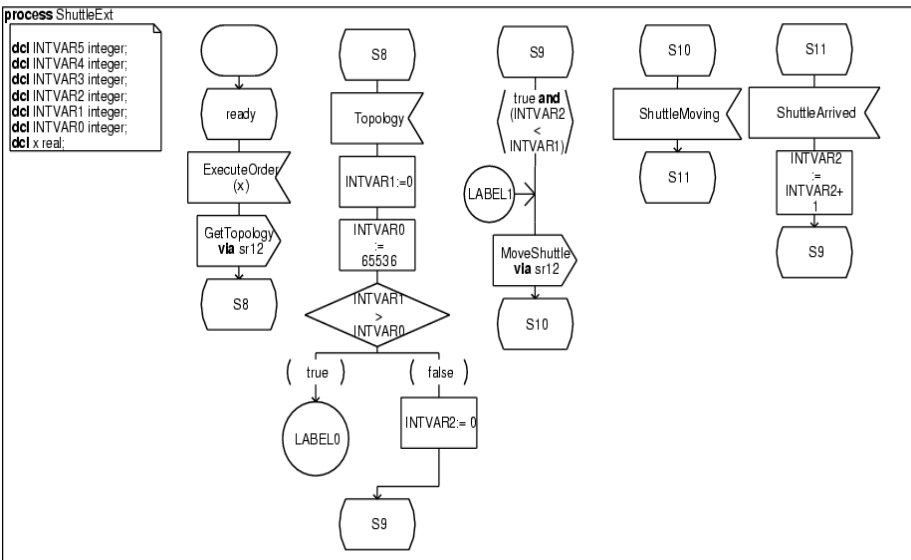 process ShuttleExt
dcl INTVAR5 integer;
dcl INTVAR4 integer;
dcl INTVAR3 integer;
dcl INTVAR2 integer;
dcl INTVAR1 integer;
dcl INTVAR0 integer;
dcl x real;
ready
ExecuteOrder
(x)
GetTopology
via sr12
S8
S8
Topology
INTVAR1:=0
INTVAR0
:=
65536
INTVAR1
>
INTVAR0
( true )
( false )
LABEL0
INTVAR2:= 0
S9
S9
true and
(INTVAR2
<
INTVAR1)
LABEL1
MoveShuttle
via sr12
S10
S10
ShuttleMoving
S11
S11
ShuttleArrived
INTVAR2
:=
INTVAR2+
1
S9